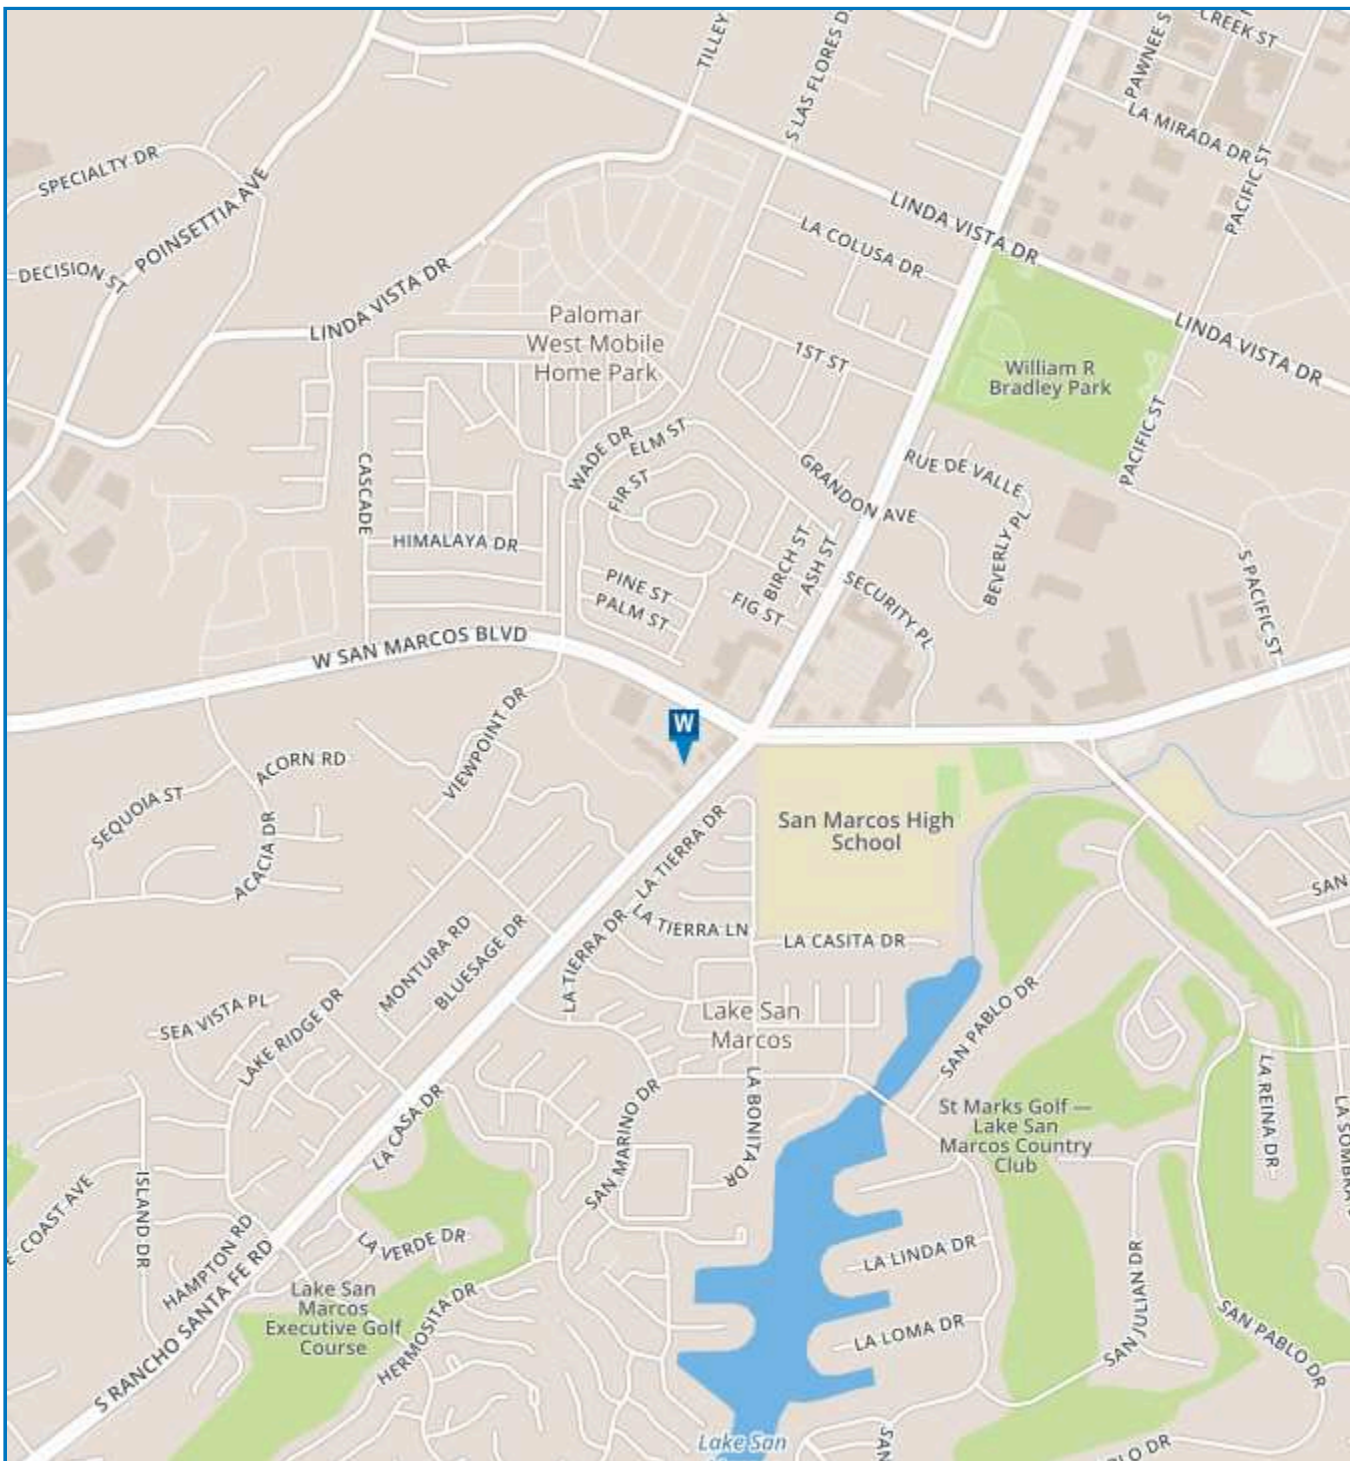 CREEK ST
PAWNEE S
TILLEY
S LAS FLORES D
LA MIRADA DR
SPECIALTY DR
POINSETTIA AVE
PACIFIC ST
LINDA VISTA DR
LA COLUSA DR
DECISION ST
LINDA VISTA DR
Palomar
West Mobile
Home Park
LINDA VISTA DR
1ST ST
William R
Bradley Park
PACIFIC ST
WADE DR
ELM ST
CASCADE
FIR ST
GRANDON AVE
RUE DE VALLE
BEVERLY PL
HIMALAYA DR
BIRCH ST
ASH ST
SECURITY PL
S PACIFIC ST
PINE ST
PALM ST
FIG ST
W SAN MARCOS BLVD
VIEWPOINT DR
W
ACORN RD
SEQUOIA ST
ACACIA DR
LA TIERRA DR
San Marcos High
School
SAN
LA TIERRA LN
LA TIERRA DR
LA CASITA DR
MONTURA RD
BLUESAGE DR
SEA VISTA PL
LAKE RIDGE DR
Lake San
Marcos
SAN PABLO DR
LA REINA DR
LA CASA DR
SAN MARINO DR
LA BONITA DR
St Marks Golf —
Lake San
Marcos Country
Club
LA SOMBRA
COAST AVE
ISLAND DR
HAMPTON RD
LA VERDE DR
LA LINDA DR
S RANCHO SANTA FE RD
Lake San
Marcos
Executive Golf
Course
HERMOSITA DR
LA LOMA DR
SAN JULIAN DR
SAN PABLO DR
Lake San
SAN
BLO DR